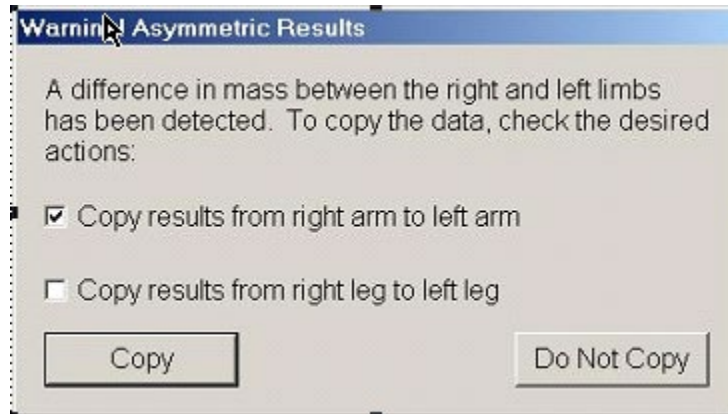 Warning! Asymmetric Results
A difference in mass between the right and left limbs
has been detected. To copy the data, check the desired
actions:
Copy results from right arm to left arm
Copy results from right leg to left leg
Copy
Do Not Copy